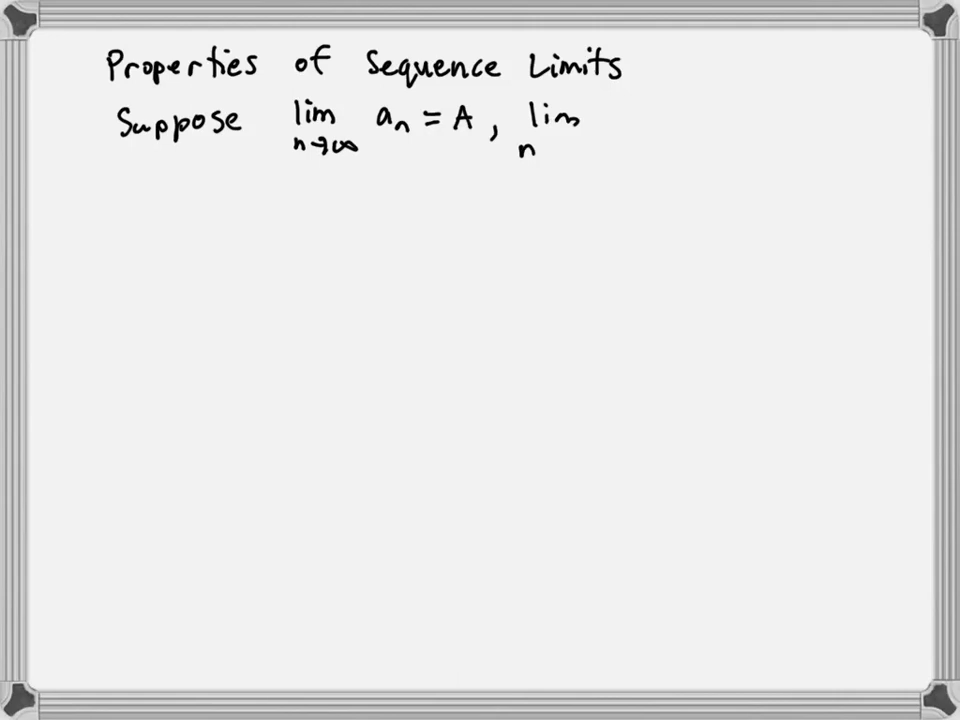 Properties of Sequence Limits
Suppose lim n→∞ aₙ = A, lim n